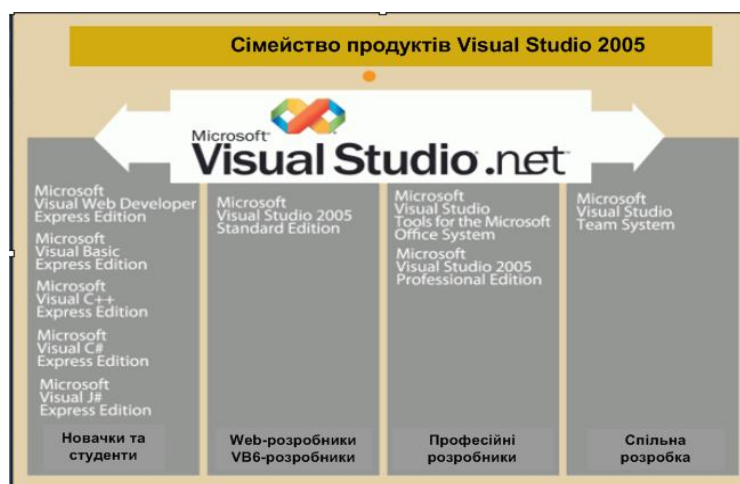 Сімейство продуктів Visual Studio 2005
Microsoft
Visual Studio .net
Microsoft
Visual Web Developer
Express Edition
Microsoft
Visual Basic
Express Edition
Microsoft
Visual C++
Express Edition
Microsoft
Visual C#
Express Edition
Microsoft
Visual J#
Express Edition
Новачки та
студенти
Microsoft
Visual Studio 2005
Standard Edition
Web-розробники
VB6-розробники
Microsoft
Visual Studio
Tools for the Microsoft
Office System
Microsoft
Visual Studio 2005
Professional Edition
Професійні
розробники
Microsoft
Visual Studio
Team System
Спільна
розробка